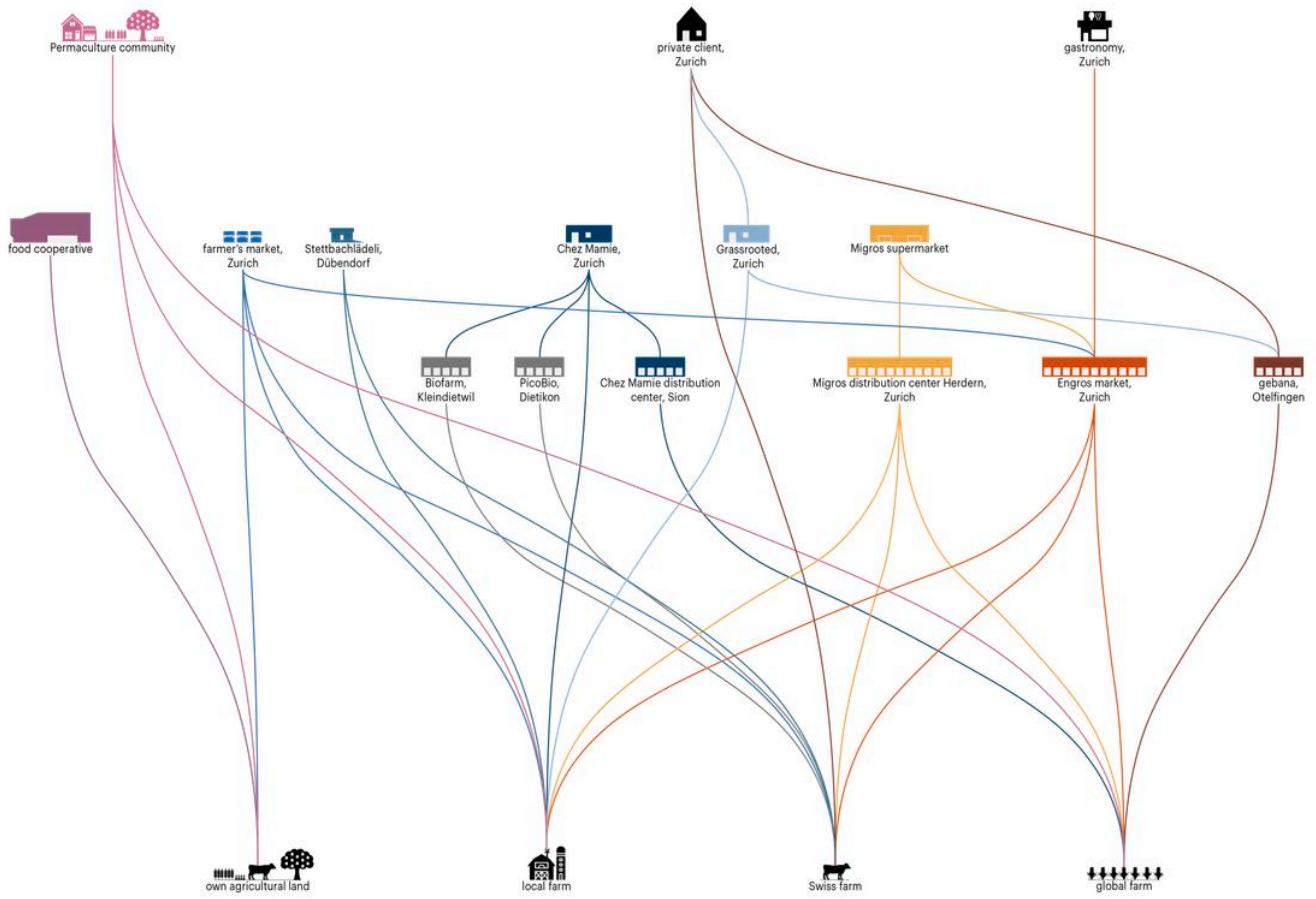 Permaculture community
private client,
Zurich
gastronomy,
Zurich
food cooperative
farmer's market,
Zurich
Stettbachlädeli,
Dübendorf
Chez Mamie,
Zurich
Grassrooted,
Zurich
Migros supermarket
Biofarm,
Kleindietwil
PicoBio,
Dietikon
Chez Mamie distribution
center, Sion
Migros distribution center Herdern,
Zurich
Engros market,
Zurich
gebana,
Otelfingen
own agricultural land
local farm
Swiss farm
global farm